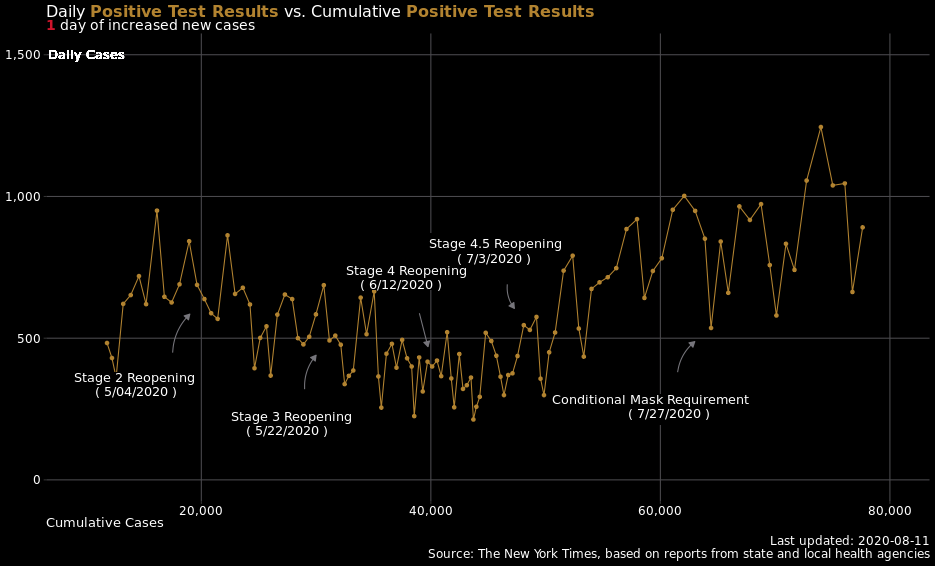 Daily Positive Test Results vs. Cumulative Positive Test Results
1 day of increased new cases
1,500
Daily Cases
1,000
Stage 4.5 Reopening
( 7/3/2020 )
Stage 4 Reopening
( 6/12/2020 )
500
Stage 2 Reopening
( 5/04/2020 )
Conditional Mask Requirement
( 7/27/2020 )
Stage 3 Reopening
( 5/22/2020 )
0
20,000 40,000 60,000 80,000
Cumulative Cases
Last updated: 2020-08-11
Source: The New York Times, based on reports from state and local health agencies